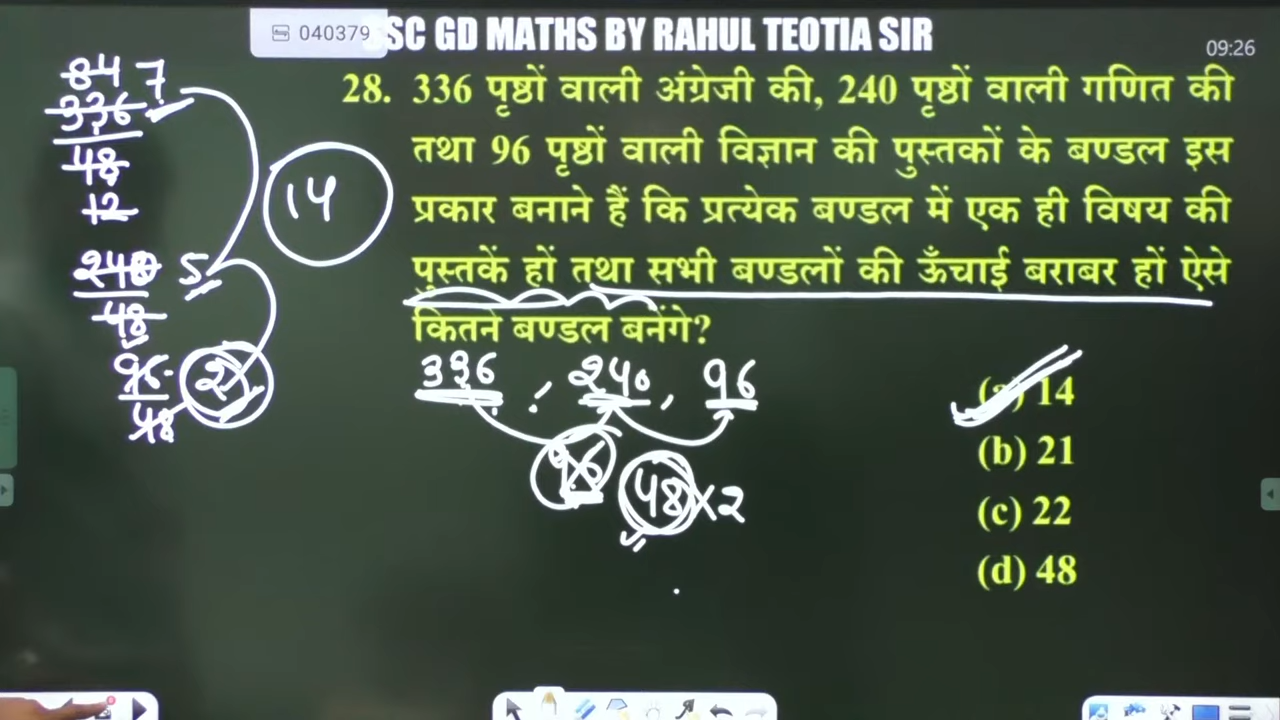 040379
SC GD MATHS BY RAHUL TEOTIA SIR
09:26
28. 336 पृष्ठों वाली अंग्रेजी की, 240 पृष्ठों वाली गणित की
तथा 96 पृष्ठों वाली विज्ञान की पुस्तकों के बण्डल इस
प्रकार बनाने हैं कि प्रत्येक बण्डल में एक ही विषय की
पुस्तकें हों तथा सभी बण्डलों की ऊँचाई बराबर हों ऐसे
कितने बण्डल बनेंगे?
(a) 14
(b) 21
(c) 22
(d) 48
84 7
336
48
12
14
240 5
48
96 2
48
336, 240, 96
96
48×2